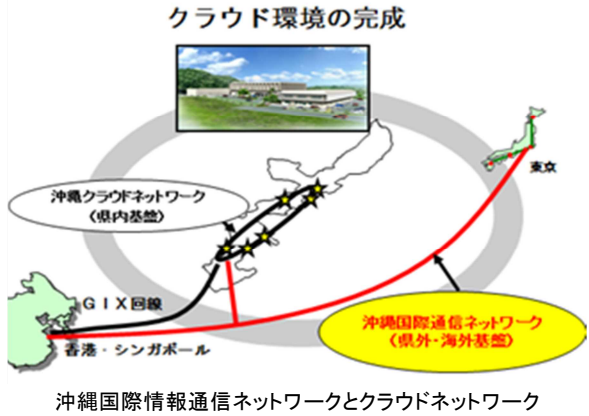 クラウド環境の完成
東京
沖縄クラウドネットワーク
(県内基盤)
GIX回線
沖縄国際通信ネットワーク
(県外・海外基盤)
香港・シンガポール
沖縄国際情報通信ネットワークとクラウドネットワーク